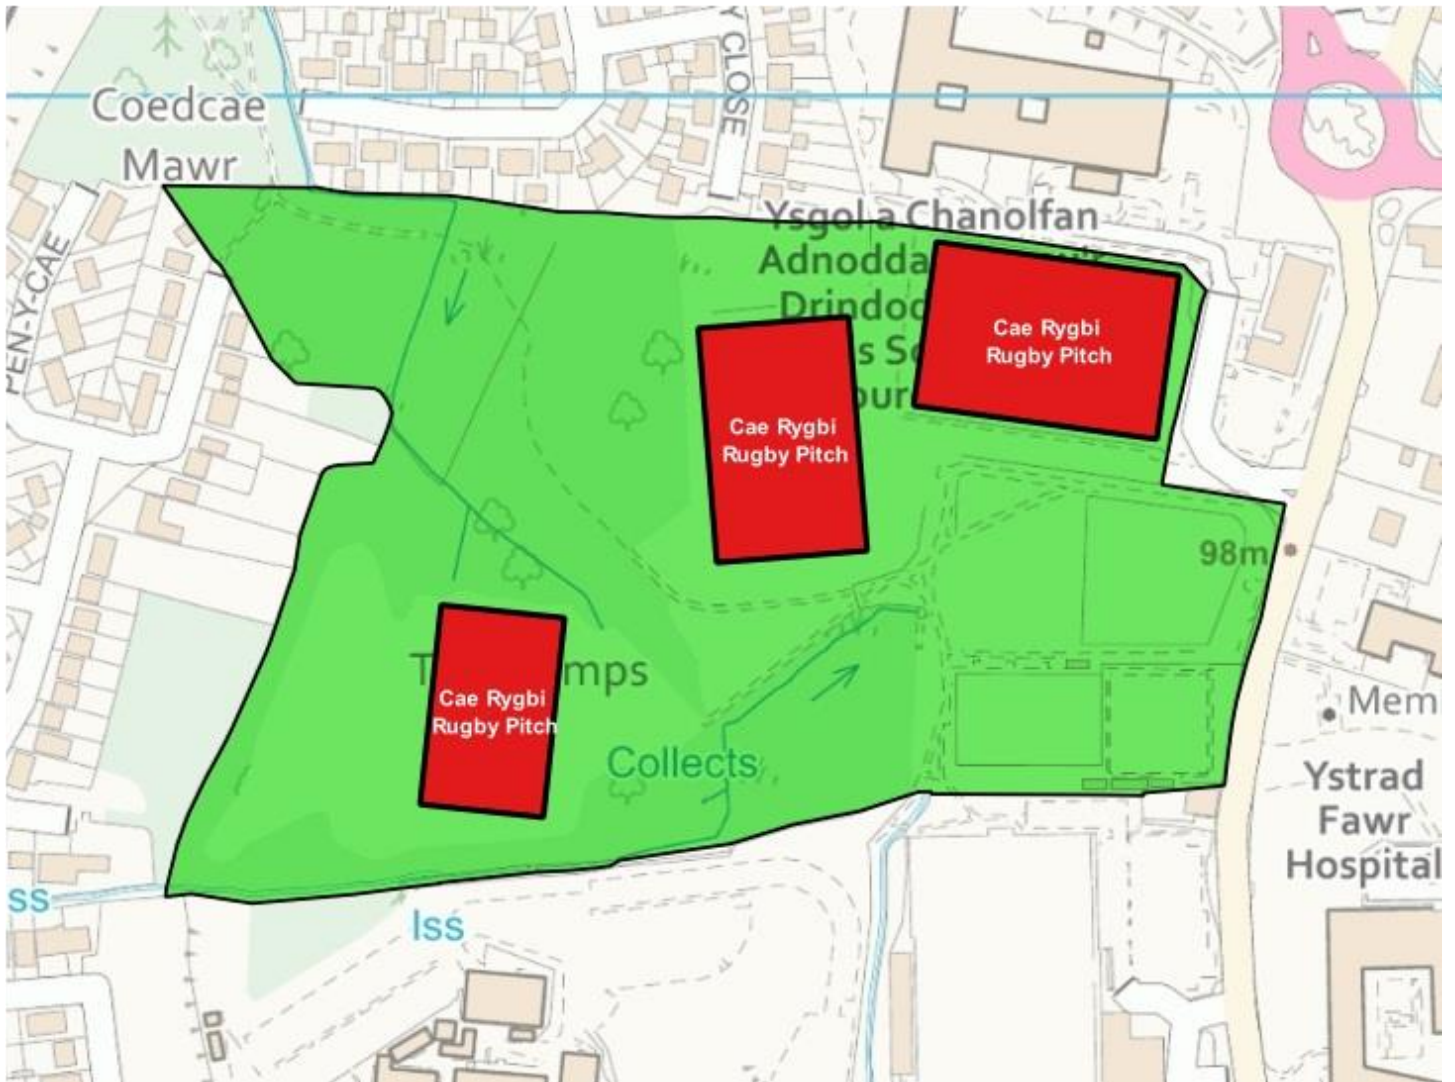 Coedcae
Mawr
Y CLOSE
PEN-Y-CAE
Ysgol a Chanolfan
Adnodda
Drindod
Cae Rygbi
Rugby Pitch
Cae Rygbi
Rugby Pitch
98m
Cae Rygbi
Rugby Pitch
mps
Collects
Mem
Ystrad
Fawr
Hospital
ss
Iss